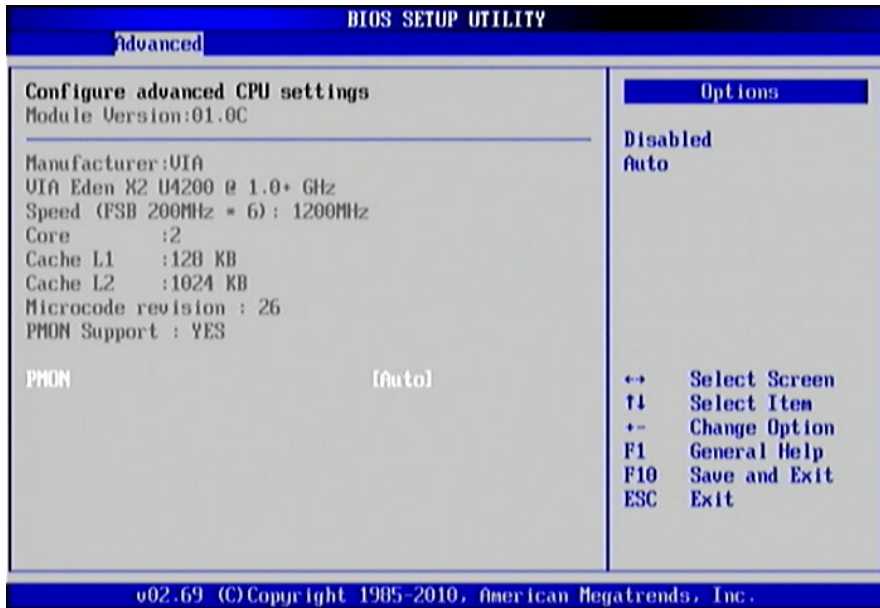 BIOS SETUP UTILITY
Advanced
Configure advanced CPU settings
Module Version:01.0C
Manufacturer:VIA
VIA Eden X2 U4200 @ 1.0+ GHz
Speed (FSB 200MHz * 6): 1200MHz
Core :2
Cache L1 :128 KB
Cache L2 :1024 KB
Microcode revision : 26
PMON Support : YES
PMON [Auto]
Options
Disabled
Auto
↔ Select Screen
↑↓ Select Item
+- Change Option
F1 General Help
F10 Save and Exit
ESC Exit
v02.69 (C)Copyright 1985-2010, American Megatrends, Inc.